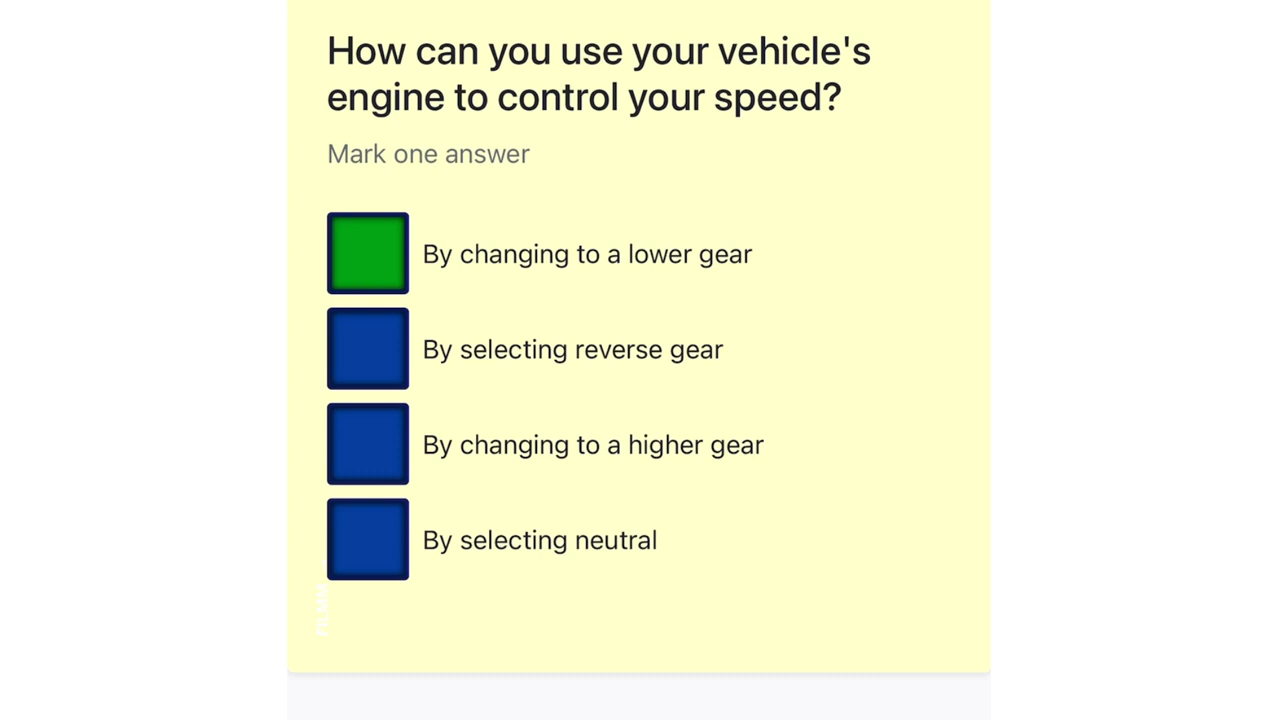 How can you use your vehicle's
engine to control your speed?
Mark one answer
By changing to a lower gear
By selecting reverse gear
By changing to a higher gear
By selecting neutral